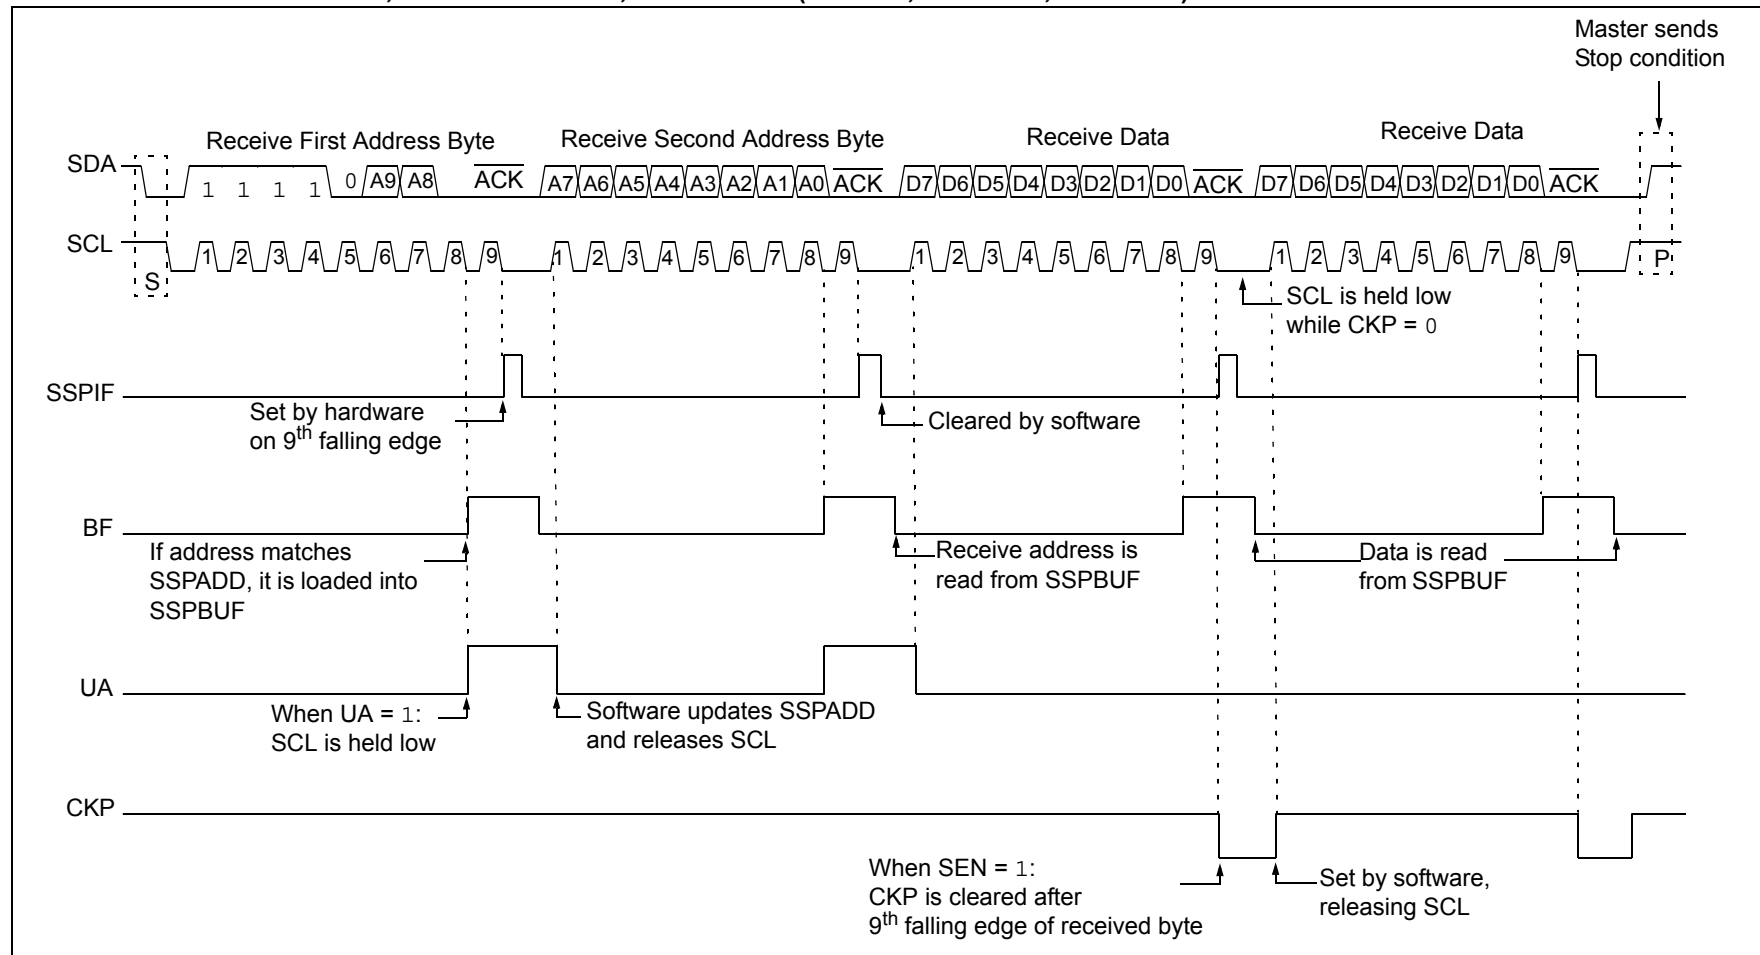 Master sends
Stop condition
Receive First Address Byte Receive Second Address Byte Receive Data Receive Data
SDA 1 1 1 1 0 A9 A8 ACK A7 A6 A5 A4 A3 A2 A1 A0 ACK D7 D6 D5 D4 D3 D2 D1 D0 ACK D7 D6 D5 D4 D3 D2 D1 D0 ACK
SCL 1 2 3 4 5 6 7 8 9 1 2 3 4 5 6 7 8 9 1 2 3 4 5 6 7 8 9 1 2 3 4 5 6 7 8 9
S P
SCL is held low
while CKP = 0
SSPIF
Set by hardware
on 9th falling edge
Cleared by software
BF
If address matches
SSPADD, it is loaded into
SSPBUF
Receive address is
read from SSPBUF
Data is read
from SSPBUF
UA
When UA = 1:
SCL is held low
Software updates SSPADD
and releases SCL
CKP
When SEN = 1:
CKP is cleared after
9th falling edge of received byte
Set by software,
releasing SCL